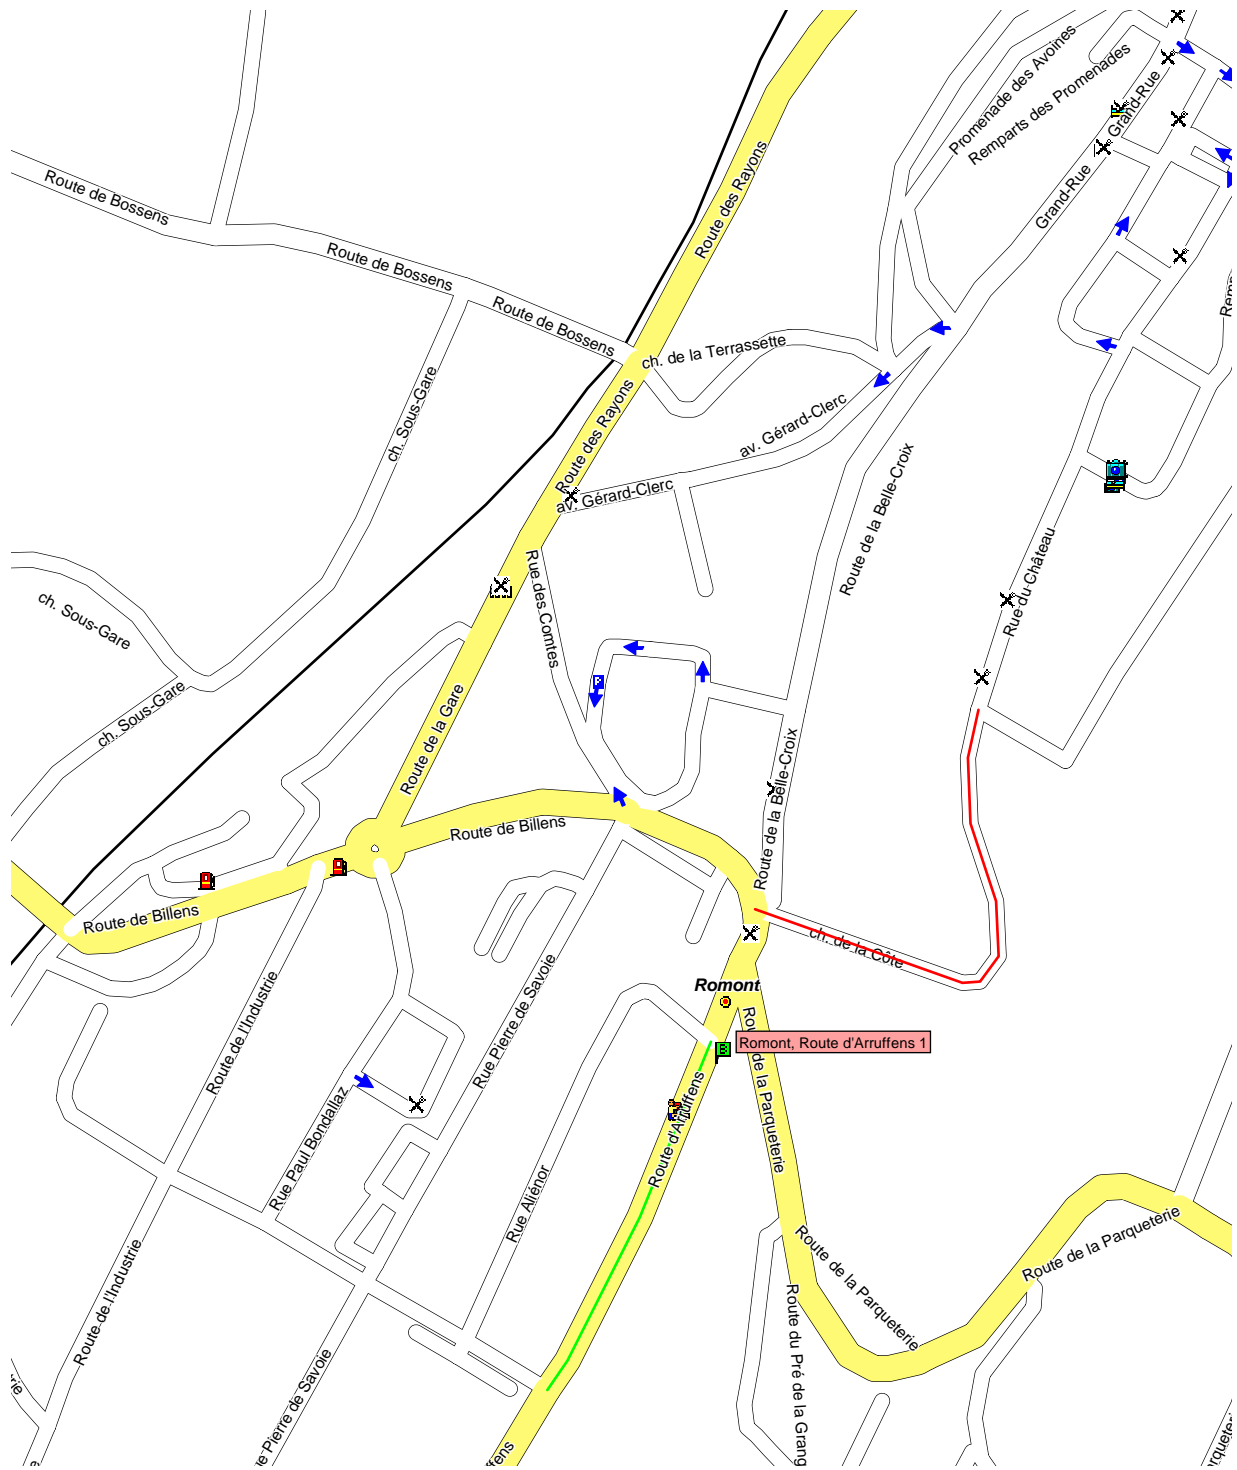 Promenade des Avoines
Remparts des Promenades
Grand-Rue
Grand-Rue
Route de Bossens
Route de Bossens
Route de Bossens
Route des Rayons
Route des Rayons
ch. de la Terrassette
ch. Sous-Gare
av. Gérard-Clerc
av. Gérard-Clerc
Route de la Belle-Croix
Rue du Château
Rue des Comtes
ch. Sous-Gare
ch. Sous-Gare
Route de la Gare
Route de la Belle-Croix
Route de Billens
Route de Billens
ch. de la Côte
Romont
Romont, Route d'Arruffens 1
Route de l'Industrie
Rue Pierre de Savoie
Route de la Parqueterie
Rue Paul Bondallaz
Route d'Arruffens
Rue Aliénor
Route de la Parqueterie
Route de la Parqueterie
Route de l'Industrie
Route du Pré de la Grang
ue Pierre de Savoie
ffens
rie
rqueteri